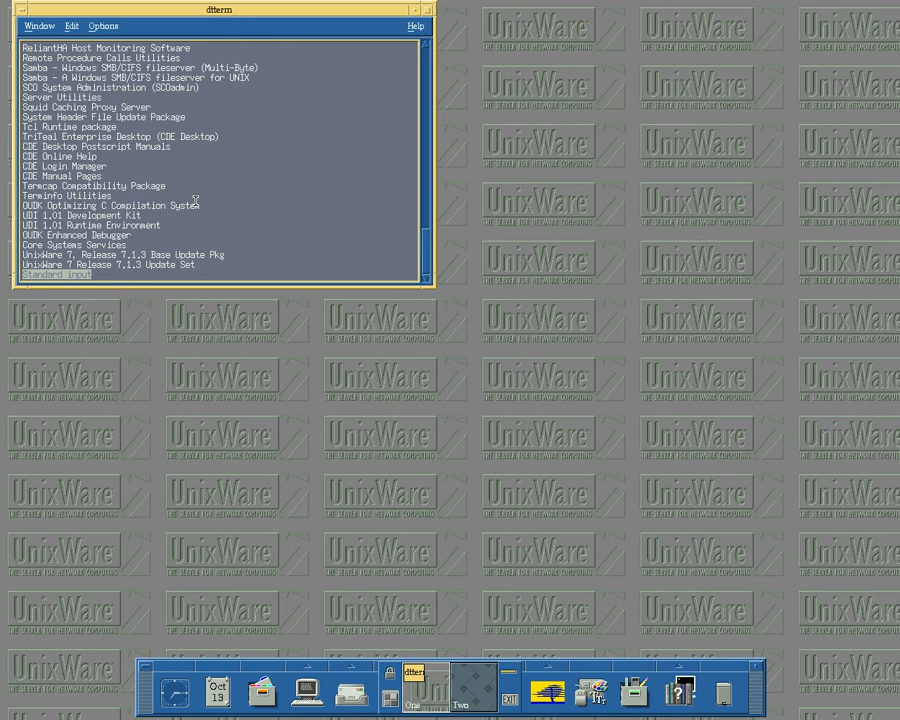 dtterm
Window Edit Options Help
ReliantHA Host Monitoring Software
Remote Procedure Calls Utilities
Samba - Windows SMB/CIFS fileserver (Multi-Byte)
Samba - A Windows SMB/CIFS fileserver for UNIX
SCO System Administration (SCOadmin)
Server Utilities
Squid Caching Proxy Server
System Header File Update Package
Tcl Runtime package
TriTeal Enterprise Desktop (CDE Desktop)
CDE Desktop Postscript Manuals
CDE Online Help
CDE Login Manager
CDE Manual Pages
Termcap Compatibility Package
Terminfo Utilities
OUDK Optimizing C Compilation System
UDI 1.01 Development Kit
UDI 1.01 Runtime Environment
OUDK Enhanced Debugger
Core Systems Services
UnixWare 7, Release 7.1.3 Base Update Pkg
UnixWare 7 Release 7.1.3 Update Set
Standard input
UnixWare
THE SERVER FOR NETWORK COMPUTING
Oct
13
dtterm
One
Two
EXIT